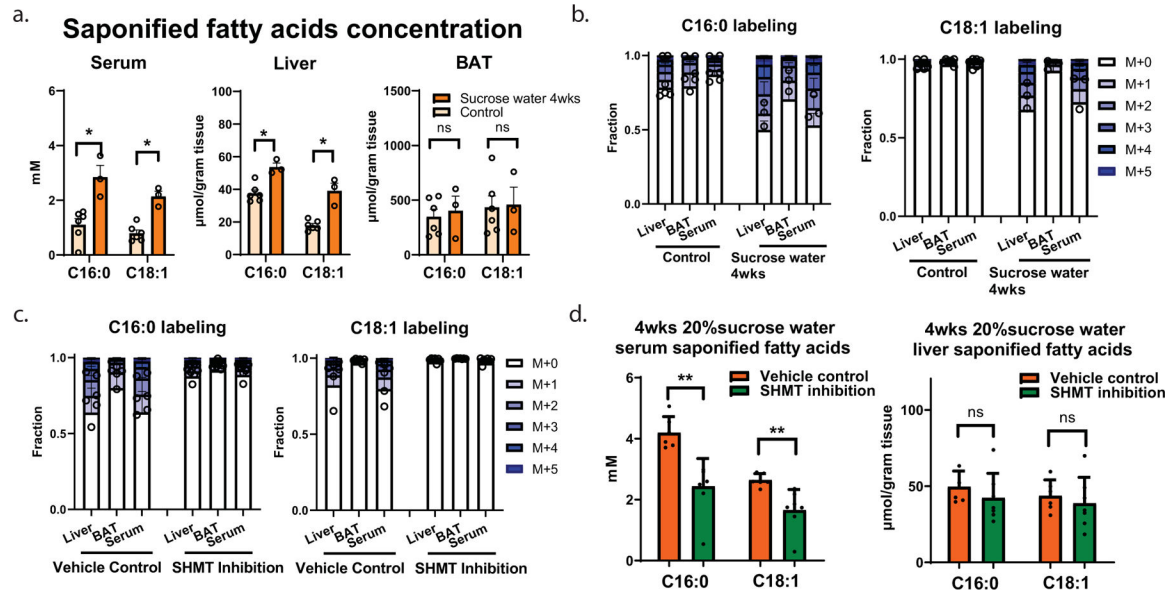 a.
Saponified fatty acids concentration
Serum
mM
6
4
2
0
*
*
C16:0
C18:1
Liver
μmol/gram tissue
100
80
60
40
20
0
*
*
C16:0
C18:1
BAT
μmol/gram tissue
1500
1000
500
0
Sucrose water 4wks
Control
ns
ns
C16:0
C18:1
b.
C16:0 labeling
Fraction
1.0
0.5
0.0
Liver
BAT
Serum
Control
Liver
BAT
Serum
Sucrose water
4wks
C18:1 labeling
Fraction
1.0
0.5
0.0
Liver
BAT
Serum
Control
Liver
BAT
Serum
Sucrose water
4wks
M+0
M+1
M+2
M+3
M+4
M+5
c.
C16:0 labeling
Fraction
1.0
0.5
0.0
Liver
BAT
Serum
Vehicle Control
SHMT Inhibition
C18:1 labeling
1.0
0.5
0.0
Liver
BAT
Serum
Vehicle Control
SHMT Inhibition
M+0
M+1
M+2
M+3
M+4
M+5
d.
4wks 20%sucrose water
serum saponified fatty acids
Vehicle control
SHMT inhibition
mM
6
4
2
0
**
**
C16:0
C18:1
4wks 20%sucrose water
liver saponified fatty acids
Vehicle control
SHMT inhibition
μmol/gram tissue
100
50
0
ns
ns
C16:0
C18:1